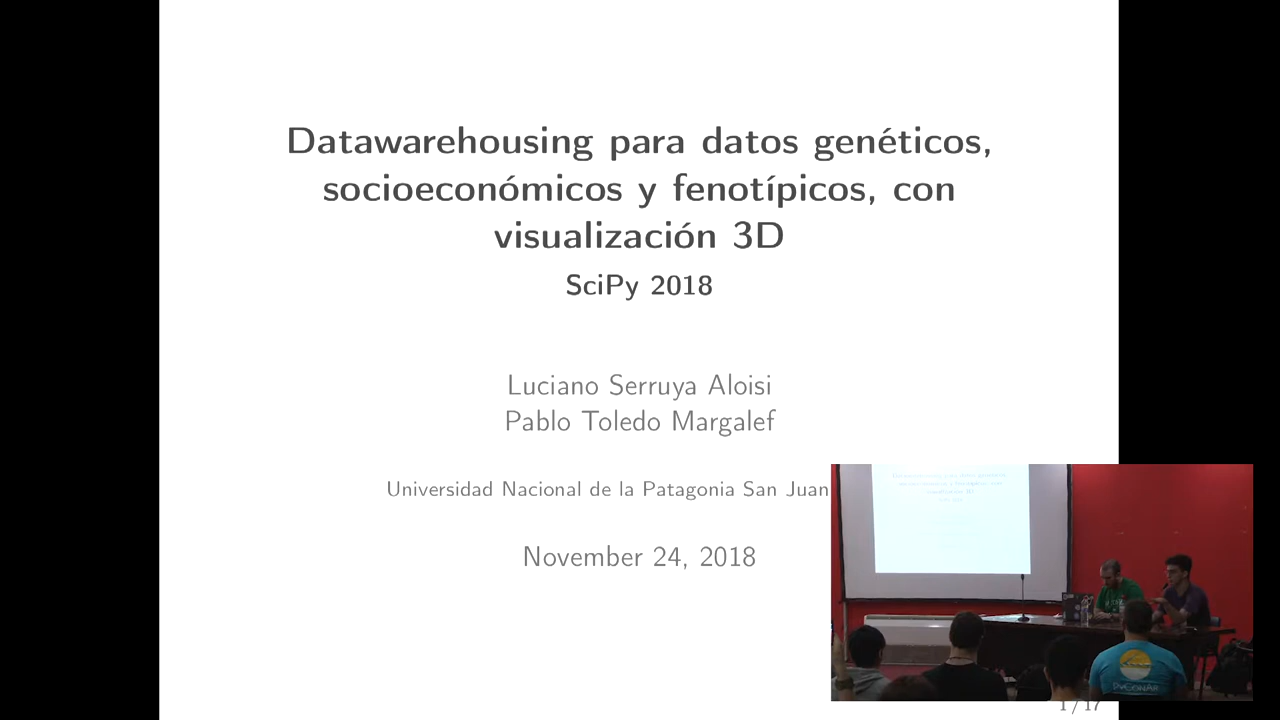 Datawarehousing para datos genéticos,
socioeconómicos y fenotípicos, con
visualización 3D
SciPy 2018
Luciano Serruya Aloisi
Pablo Toledo Margalef
Universidad Nacional de la Patagonia San Juan
November 24, 2018
PyConAr
1 / 17